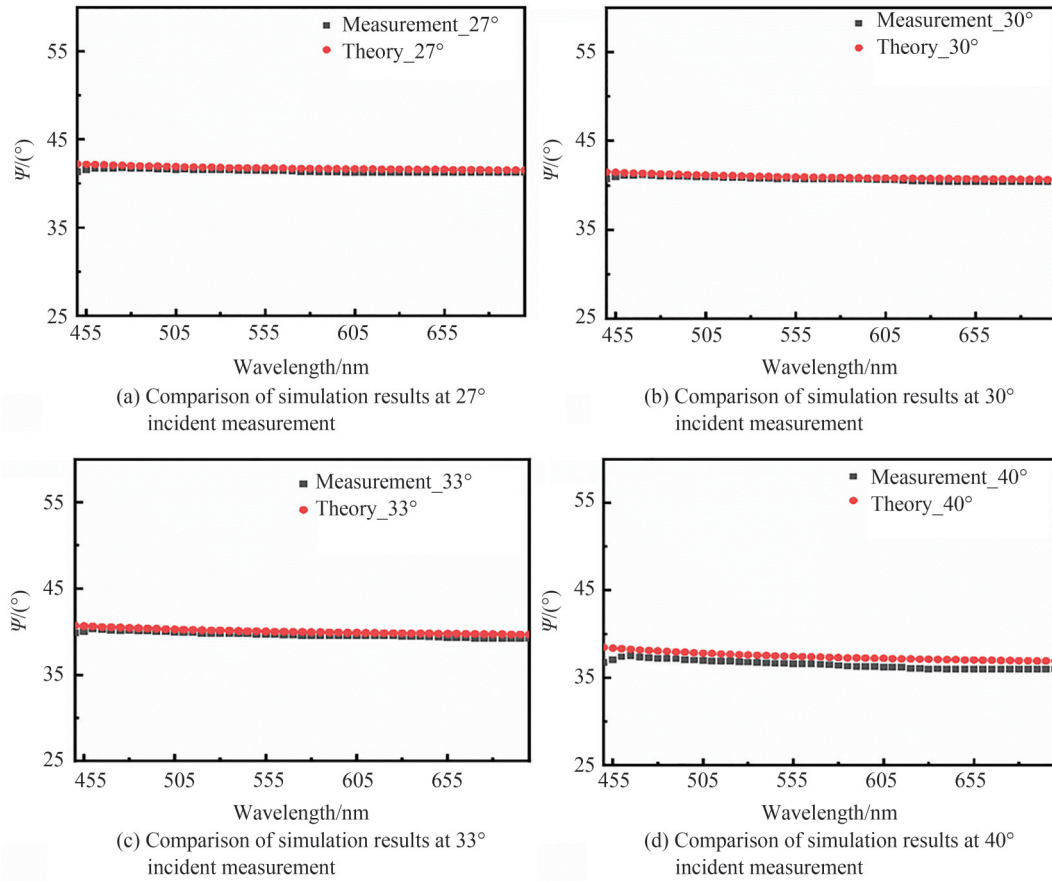 Measurement_27°
Theory_27°
55
45
35
25
Ψ/(°)
455 505 555 605 655
Wavelength/nm
(a) Comparison of simulation results at 27°
incident measurement
Measurement_30°
Theory_30°
55
45
35
25
Ψ/(°)
455 505 555 605 655
Wavelength/nm
(b) Comparison of simulation results at 30°
incident measurement
Measurement_33°
Theory_33°
55
45
35
25
Ψ/(°)
455 505 555 605 655
Wavelength/nm
(c) Comparison of simulation results at 33°
incident measurement
Measurement_40°
Theory_40°
55
45
35
25
Ψ/(°)
455 505 555 605 655
Wavelength/nm
(d) Comparison of simulation results at 40°
incident measurement